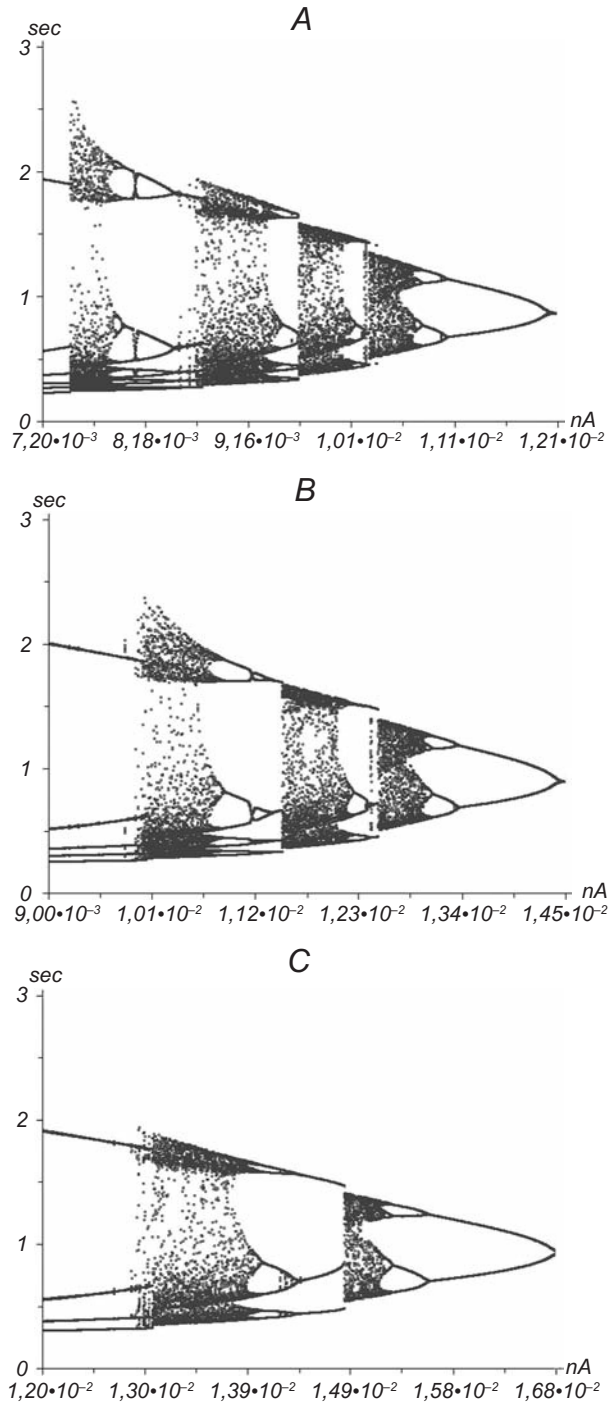 A
sec
3
2
1
0
nA
7,20•10⁻³ 8,18•10⁻³ 9,16•10⁻³ 1,01•10⁻² 1,11•10⁻² 1,21•10⁻²
B
sec
3
2
1
0
nA
9,00•10⁻³ 1,01•10⁻² 1,12•10⁻² 1,23•10⁻² 1,34•10⁻² 1,45•10⁻²
C
sec
3
2
1
0
nA
1,20•10⁻² 1,30•10⁻² 1,39•10⁻² 1,49•10⁻² 1,58•10⁻² 1,68•10⁻²